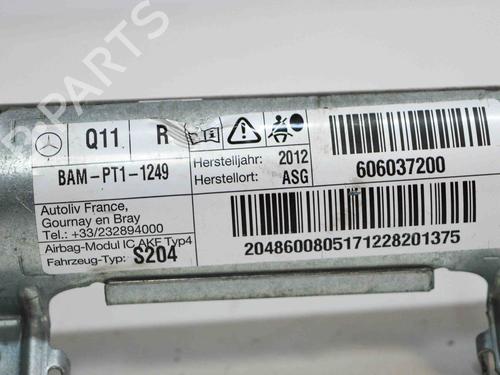 B-PARTS
Q11 R
Herstelljahr: 2012
Herstellort: ASG
606037200
BAM-PT1-1249
Autoliv France,
Gournay en Bray
Tel.: +33/232894000
Airbag-Modul IC AKF Typ4
Fahrzeug-Typ: S204
2048600805171228201375